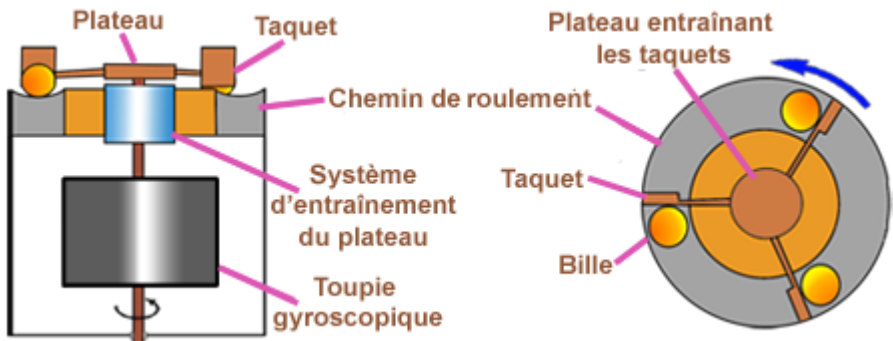 Plateau
Taquet
Chemin de roulement
Système
d'entraînement
du plateau
Toupie
gyroscopique
Plateau entraînant
les taquets
Taquet
Bille